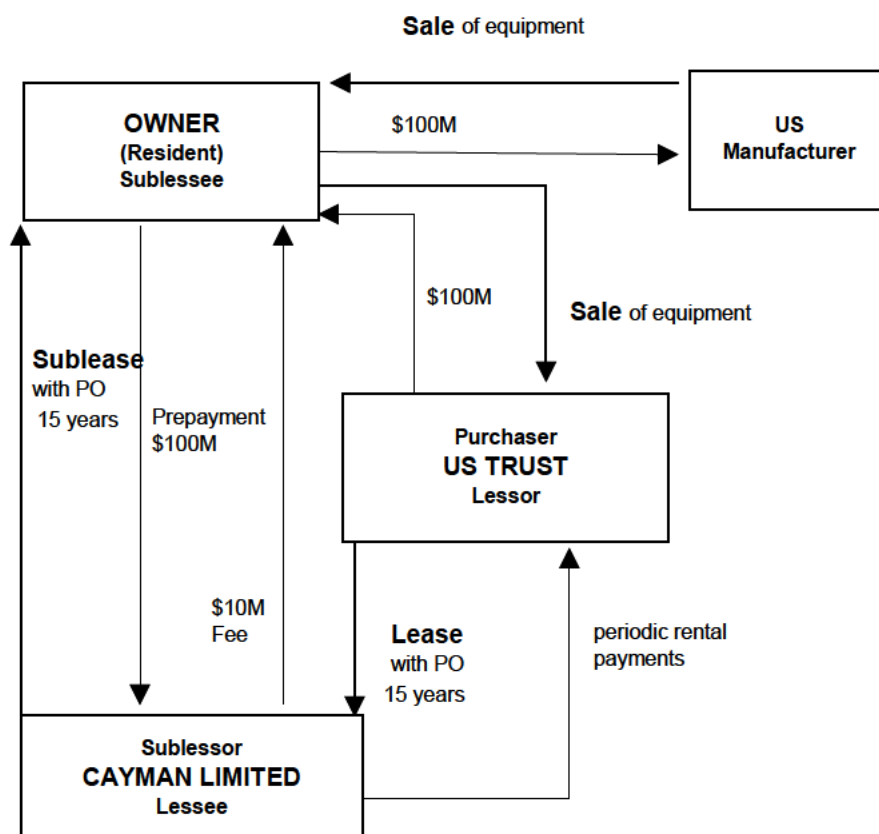 Sale of equipment
OWNER
(Resident)
Sublessee
$100M
US
Manufacturer
$100M
Sale of equipment
Sublease
with PO
15 years
Prepayment
$100M
Purchaser
US TRUST
Lessor
$10M
Fee
Lease
with PO
15 years
periodic rental
payments
Sublessor
CAYMAN LIMITED
Lessee